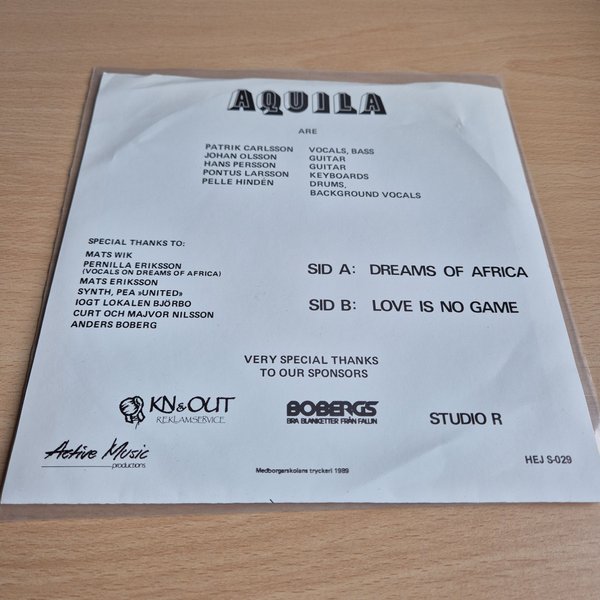 AQUILA
ARE
PATRIK CARLSSON VOCALS, BASS
JOHAN OLSSON GUITAR
HANS PERSSON GUITAR
PONTUS LARSSON KEYBOARDS
PELLE HINDÉN DRUMS,
BACKGROUND VOCALS
SPECIAL THANKS TO:
MATS WIK
PERNILLA ERIKSSON
(VOCALS ON DREAMS OF AFRICA)
MATS ERIKSSON
SYNTH, PEA »UNITED»
IOGT LOKALEN BJÖRBO
CURT OCH MAJVOR NILSSON
ANDERS BOBERG
SID A: DREAMS OF AFRICA
SID B: LOVE IS NO GAME
VERY SPECIAL THANKS
TO OUR SPONSORS
KN&OUT
REKLAMSERVICE
BOBERGS
BRA BLANKETTER FRÅN FALUN
STUDIO R
Active Music
productions
Medborgarskolans tryckeri 1989
HEJ S-029